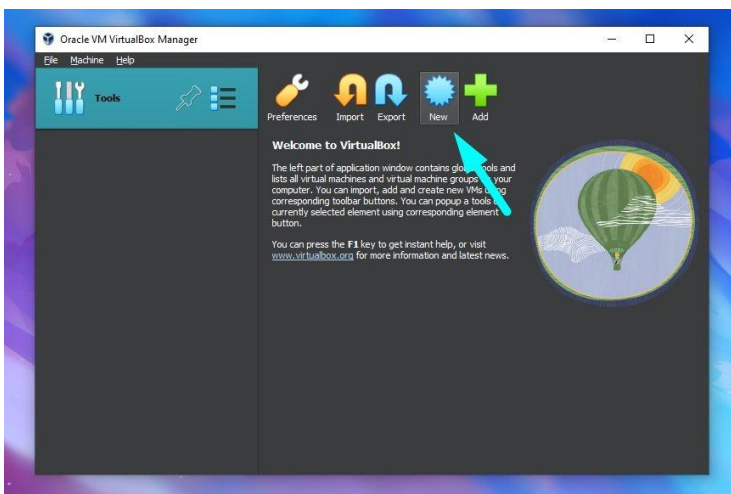 Oracle VM VirtualBox Manager
File Machine Help
Tools
Preferences Import Export New Add
Welcome to VirtualBox!
The left part of application window contains global tools and
lists all virtual machines and virtual machine groups on your
computer. You can import, add and create new VMs using
corresponding toolbar buttons. You can popup a tools of
currently selected element using corresponding element
button.
You can press the F1 key to get instant help, or visit
www.virtualbox.org for more information and latest news.